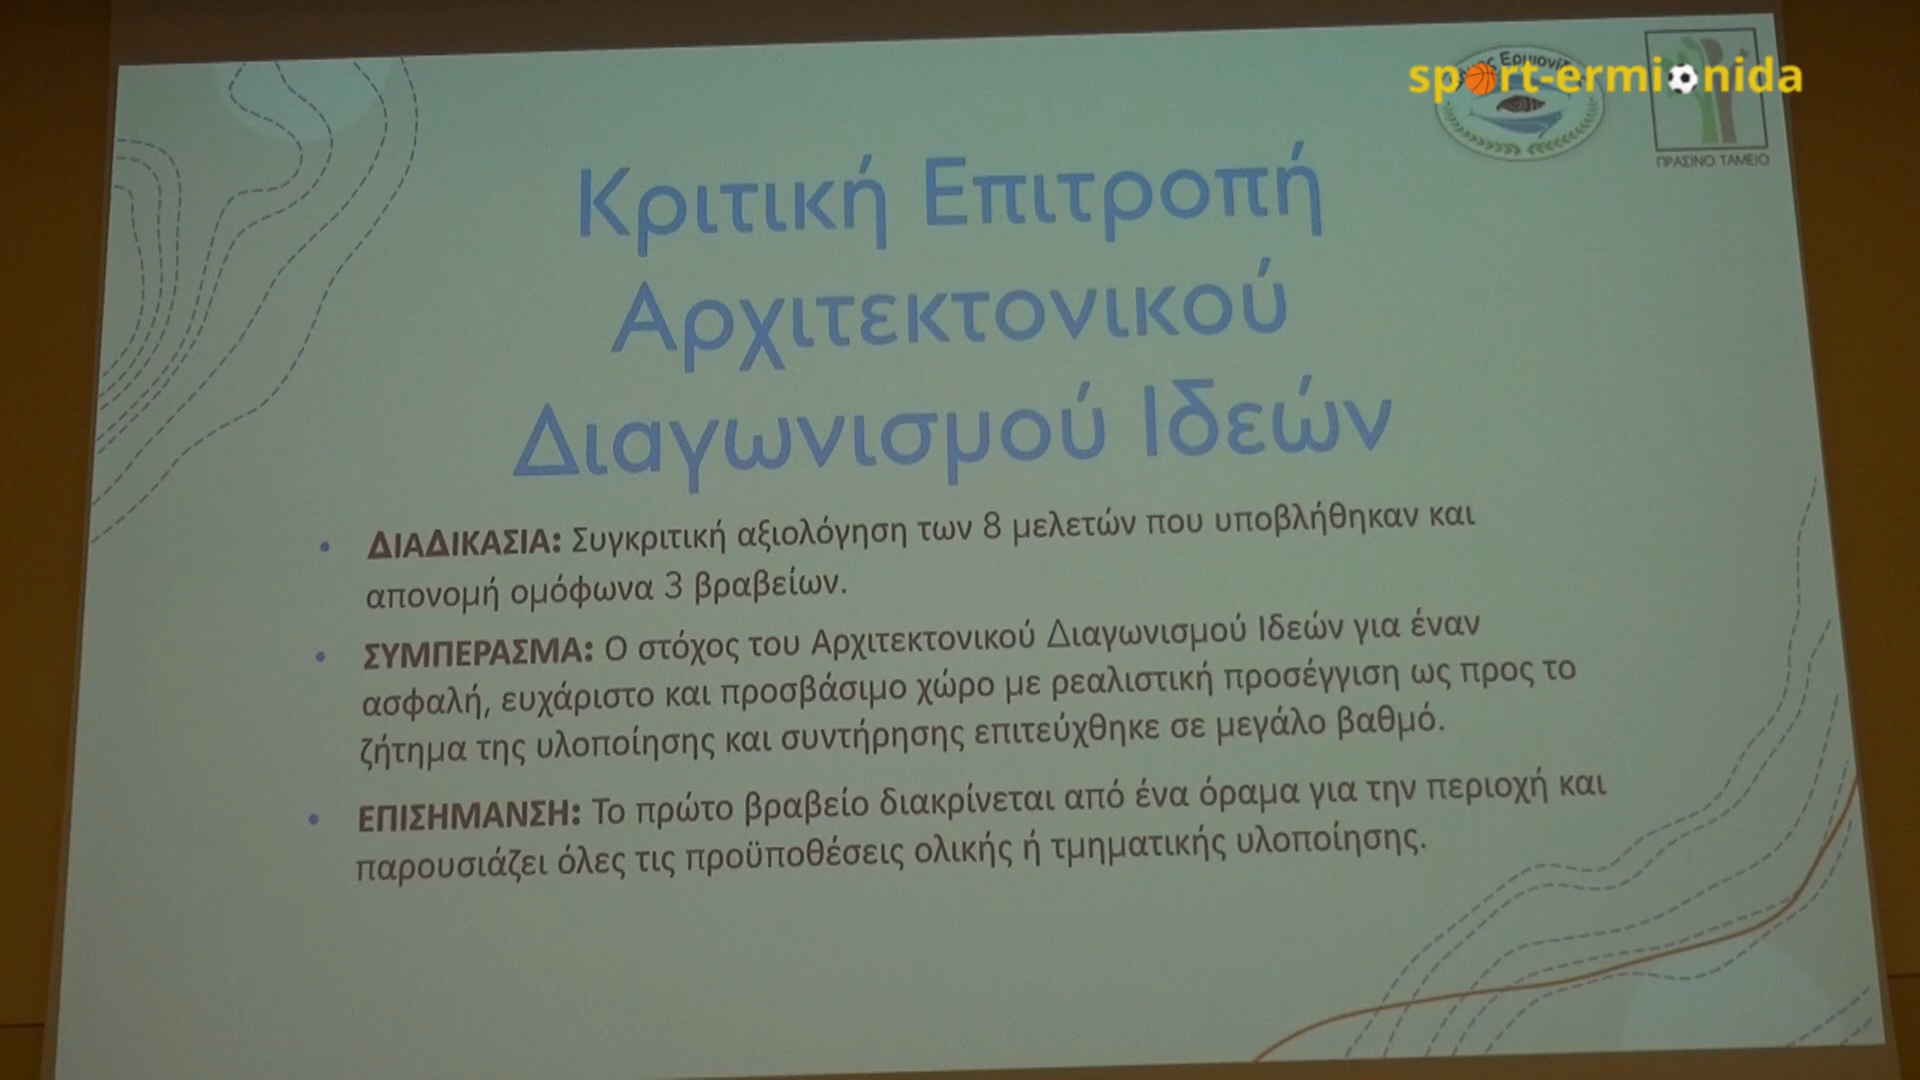 sport-ermionida
ΠΡΑΣΙΝΟ ΤΑΜΕΙΟ
Κριτική Επιτροπή
Αρχιτεκτονικού
Διαγωνισμού Ιδεών
• ΔΙΑΔΙΚΑΣΙΑ: Συγκριτική αξιολόγηση των 8 μελετών που υποβλήθηκαν και
απονομή ομόφωνα 3 βραβείων.
• ΣΥΜΠΕΡΑΣΜΑ: Ο στόχος του Αρχιτεκτονικού Διαγωνισμού Ιδεών για έναν
ασφαλή, ευχάριστο και προσβάσιμο χώρο με ρεαλιστική προσέγγιση ως προς το
ζήτημα της υλοποίησης και συντήρησης επιτεύχθηκε σε μεγάλο βαθμό.
• ΕΠΙΣΗΜΑΝΣΗ: Το πρώτο βραβείο διακρίνεται από ένα όραμα για την περιοχή και
παρουσιάζει όλες τις προϋποθέσεις ολικής ή τμηματικής υλοποίησης.